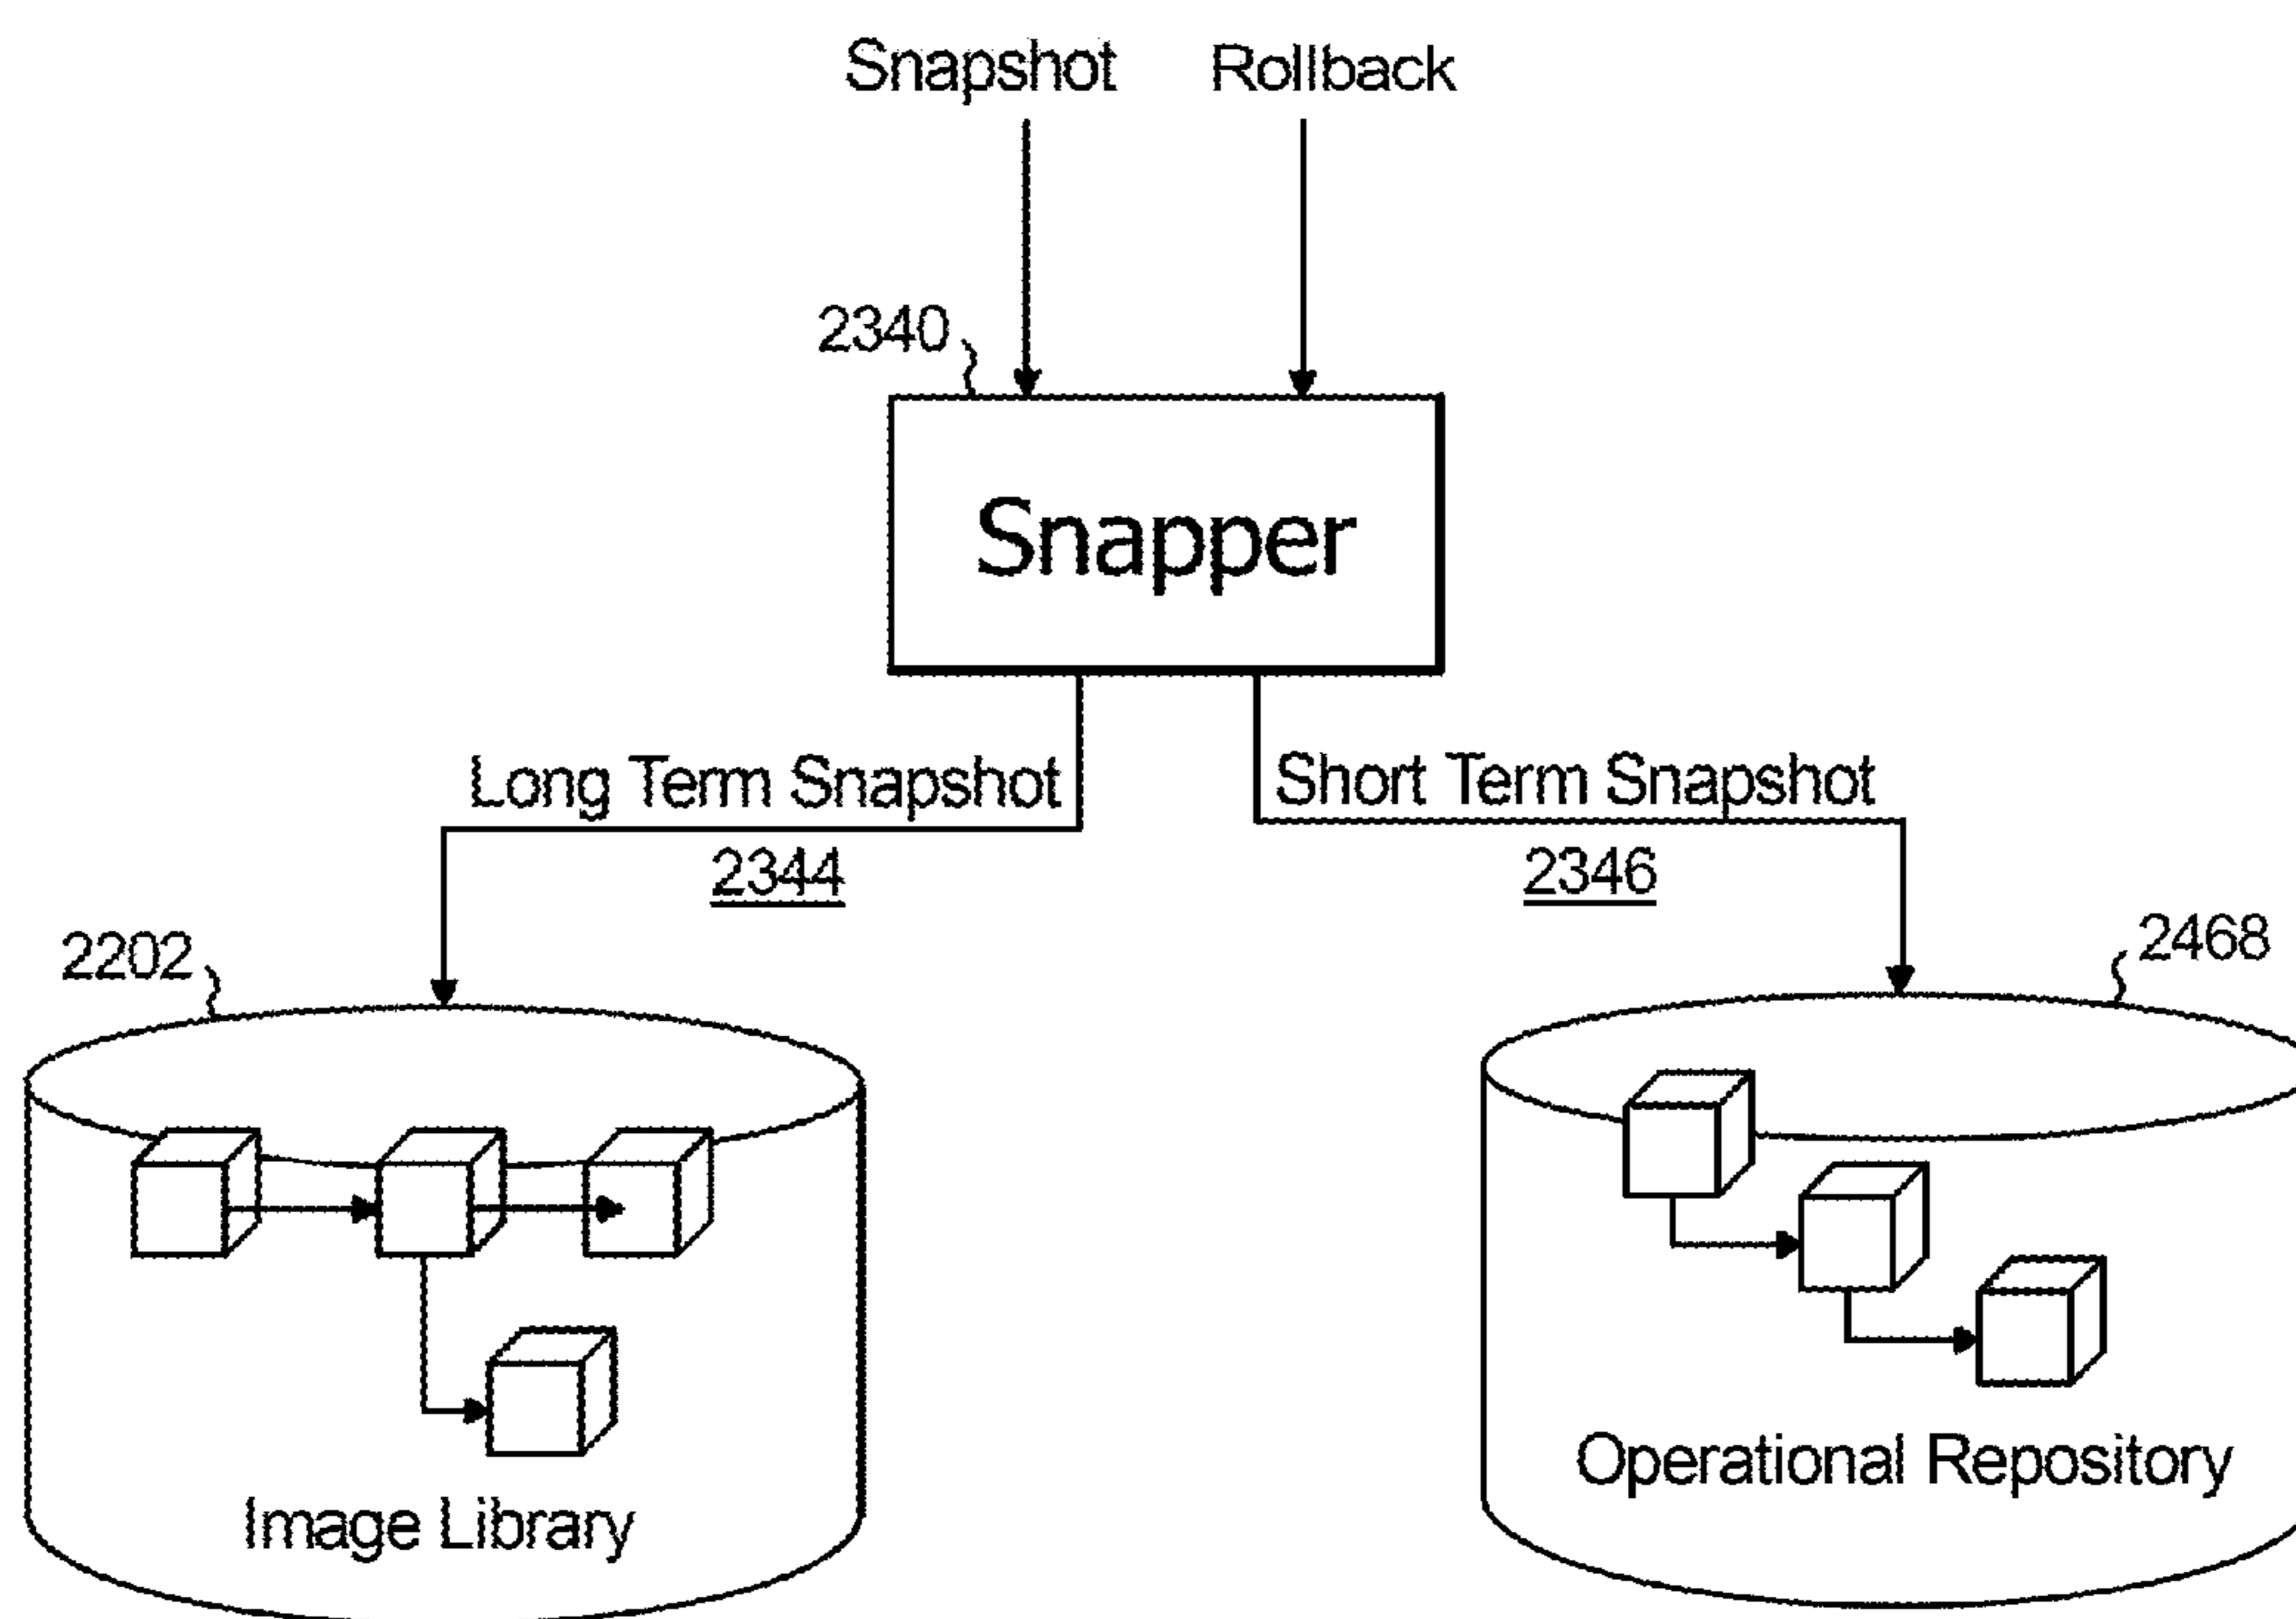 Snapshot Rollback
2340
Snapper
Long Term Snapshot Short Term Snapshot
2344 2346
2202 2468
Operational Repository
Image Library